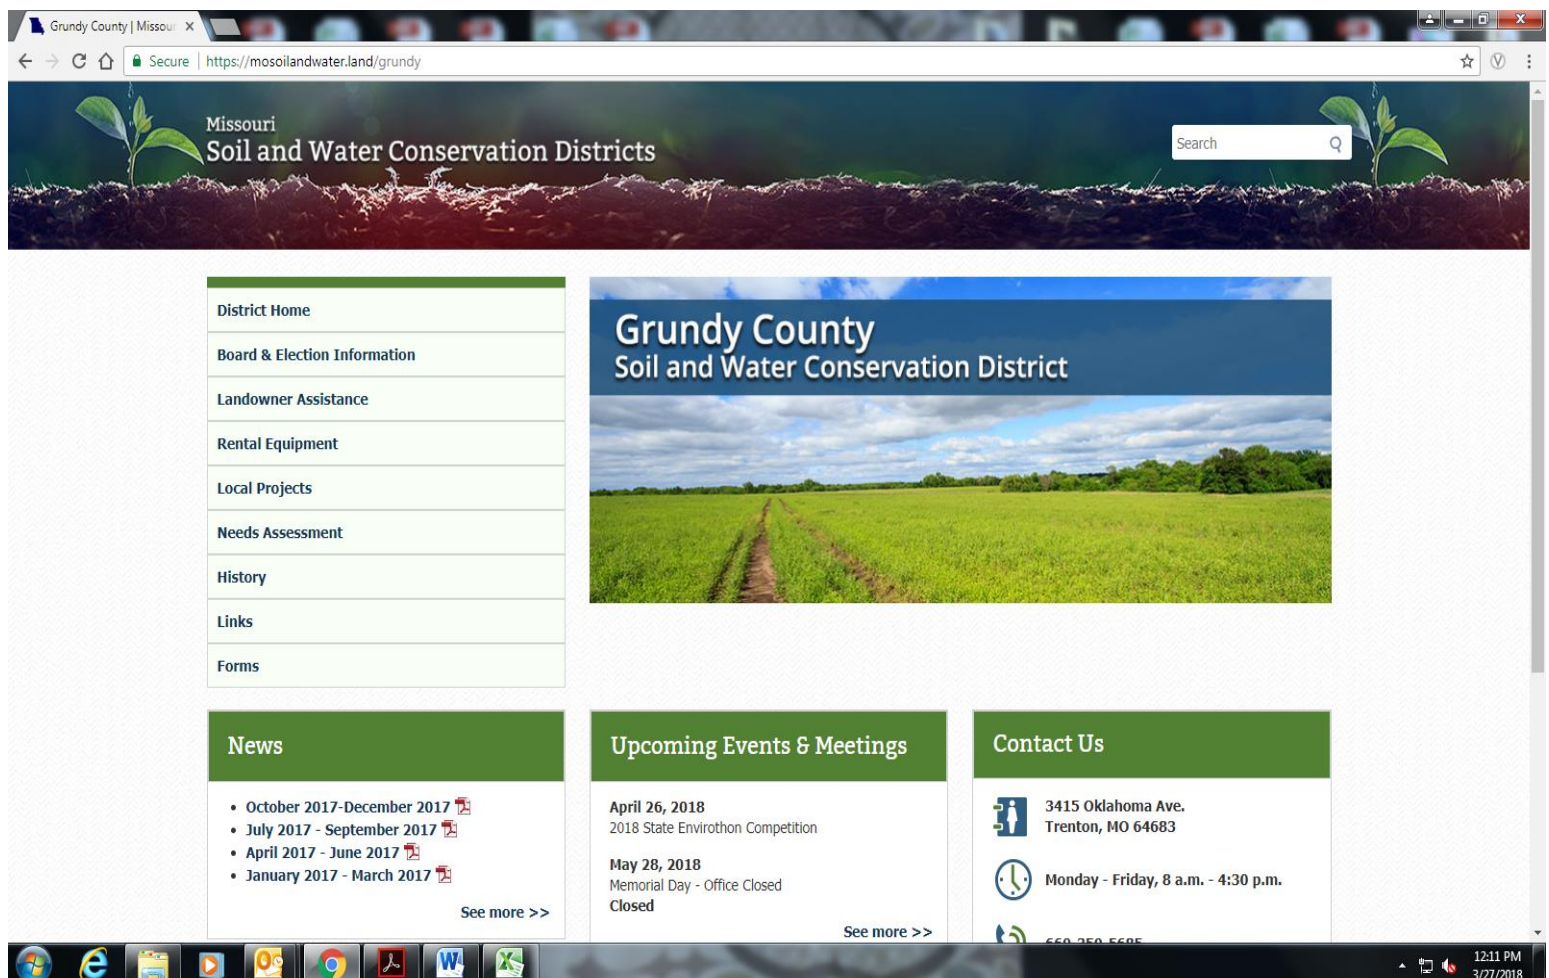 Grundy County | Missour
Secure | https://mosoilandwater.land/grundy
Missouri
Soil and Water Conservation Districts
Search
District Home
Board & Election Information
Landowner Assistance
Rental Equipment
Local Projects
Needs Assessment
History
Links
Forms
Grundy County
Soil and Water Conservation District
News
October 2017-December 2017
July 2017 - September 2017
April 2017 - June 2017
January 2017 - March 2017
See more >>
Upcoming Events & Meetings
April 26, 2018
2018 State Envirothon Competition
May 28, 2018
Memorial Day - Office Closed
Closed
See more >>
Contact Us
3415 Oklahoma Ave.
Trenton, MO 64683
Monday - Friday, 8 a.m. - 4:30 p.m.
12:11 PM
3/27/2018